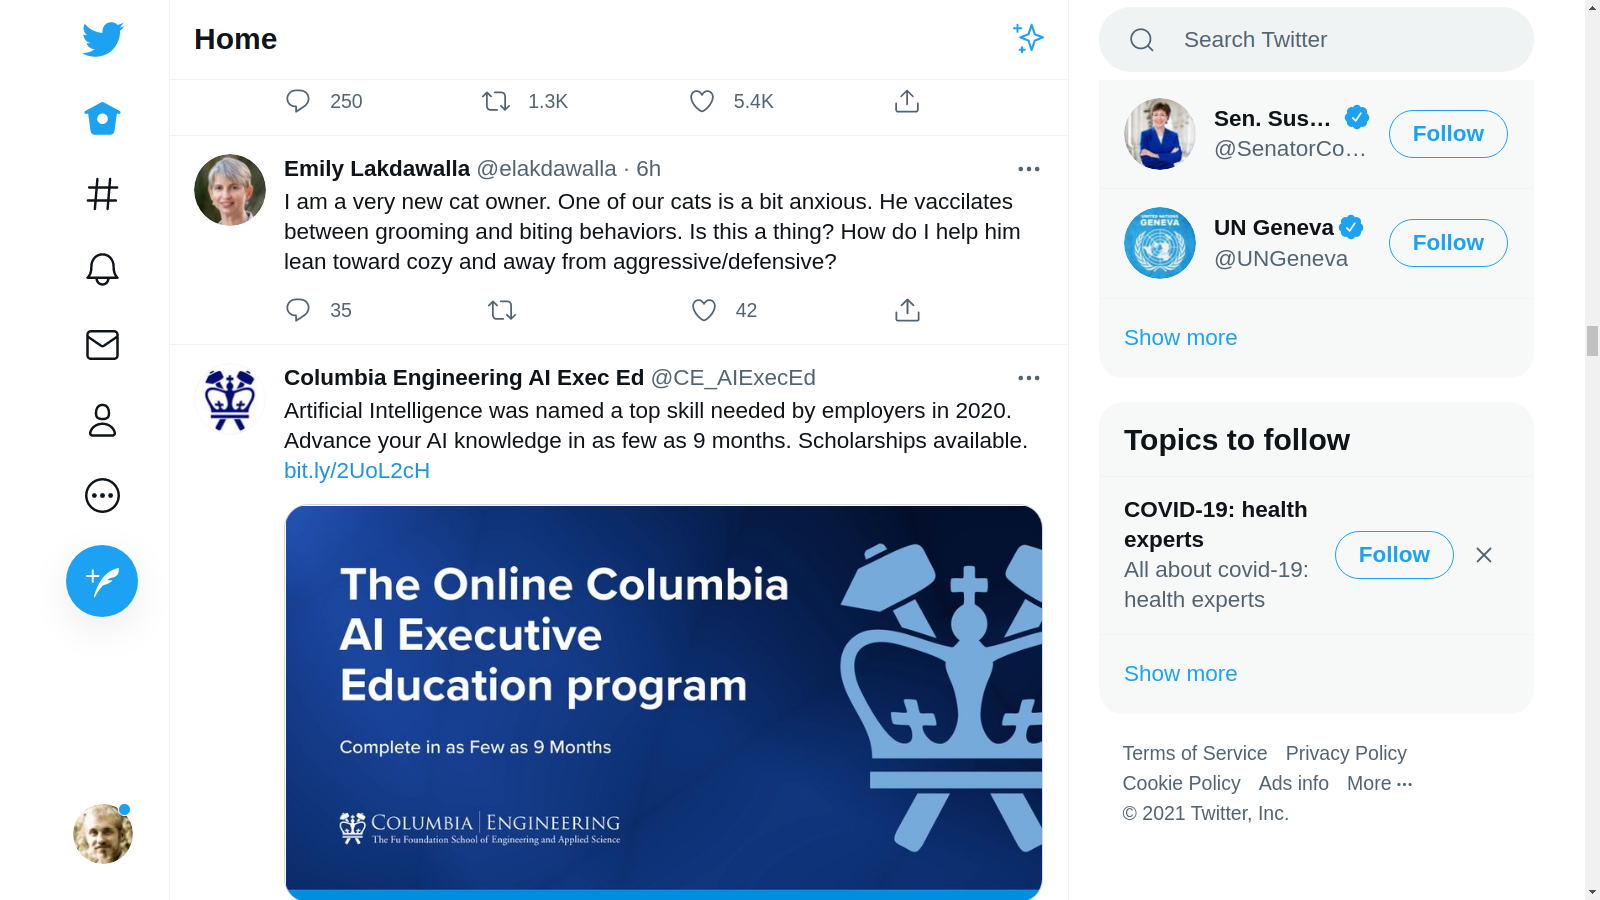 Home
Search Twitter
250
1.3K
5.4K
Emily Lakdawalla @elakdawalla · 6h
I am a very new cat owner. One of our cats is a bit anxious. He vaccilates
between grooming and biting behaviors. Is this a thing? How do I help him
lean toward cozy and away from aggressive/defensive?
35
42
Columbia Engineering AI Exec Ed @CE_AIExecEd
Artificial Intelligence was named a top skill needed by employers in 2020.
Advance your AI knowledge in as few as 9 months. Scholarships available.
bit.ly/2UoL2cH
The Online Columbia
AI Executive
Education program
Complete in as Few as 9 Months
COLUMBIA | ENGINEERING
The Fu Foundation School of Engineering and Applied Science
Sen. Sus…
@SenatorCo…
Follow
UNITED NATIONS
GENEVA
UN Geneva
@UNGeneva
Follow
Show more
Topics to follow
COVID-19: health
experts
All about covid-19:
health experts
Follow
Show more
Terms of Service Privacy Policy
Cookie Policy Ads info More ···
© 2021 Twitter, Inc.